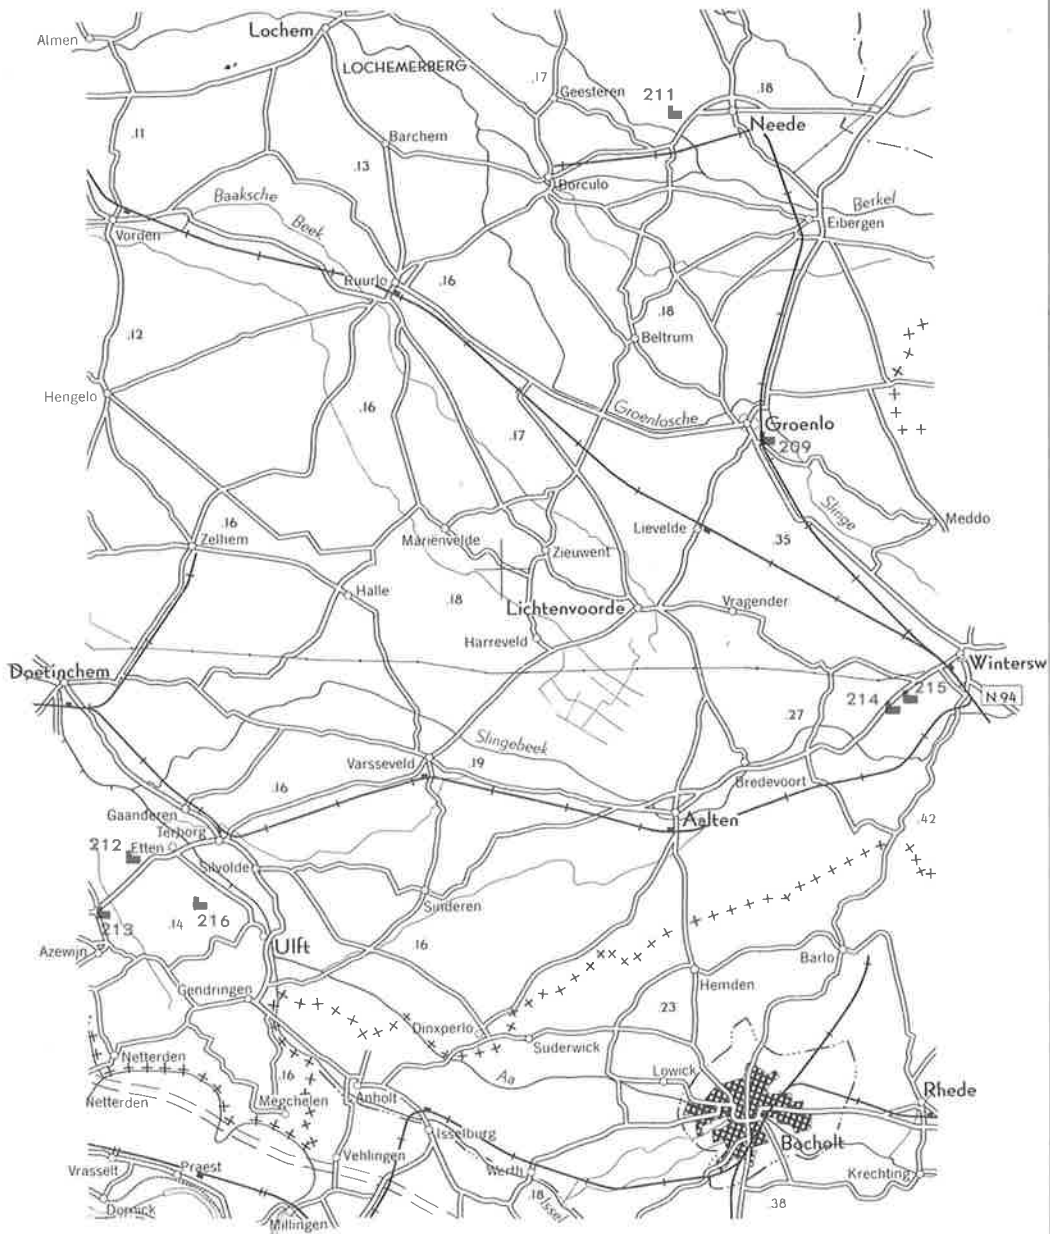 Lochem
Almen
LOCHEMERBERG
.17
Geesteren
211
.18
Neede
.11
Barchem
.13
Borculo
Baaksche
Beek
Berkel
Eibergen
Vorden
Ruurlo
.16
.18
.12
Beltrum
Hengelo
.16
Groenlosche
Groenlo
.17
209
Slinge
.16
Zelhem
Mariënvelde
Zieuwent
Lievelde
.35
Meddo
Halle
.18
Lichtenvoorde
Vragender
Harreveld
Doetinchem
Wintersw
215
N 94
214
.27
Slingebeek
Varsseveld
.19
Bredevoort
.16
Gaanderen
Terborg
Aalten
.42
212
Etten
Silvolde
Sinderen
216
.14
213
Azewijn
Ulft
16
Barlo
Hemden
Gendringen
23
Dinxperlo
Suderwick
Netterden
Aa
Lowick
.16
Rhede
Netterden
Megchelen
Anholt
Isselburg
Bocholt
Vrasselt
Praest
Vehlingen
Werth
Krechting
.18
Issel
.38
Dornick
Millingen